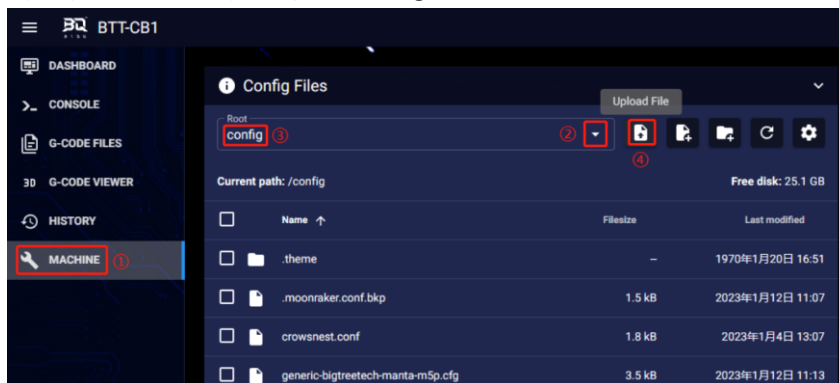 BTT-CB1
DASHBOARD
CONSOLE
G-CODE FILES
3D G-CODE VIEWER
HISTORY
MACHINE ①
Config Files
Upload File
Root
config ③
②
④
Current path: /config
Free disk: 25.1 GB
Name ↑
Filesize
Last modified
.theme – 1970年1月20日 16:51
.moonraker.conf.bkp 1.5 kB 2023年1月12日 11:07
crowsnest.conf 1.8 kB 2023年1月4日 13:07
generic-bigtreetech-manta-m5p.cfg 3.5 kB 2023年1月12日 11:13